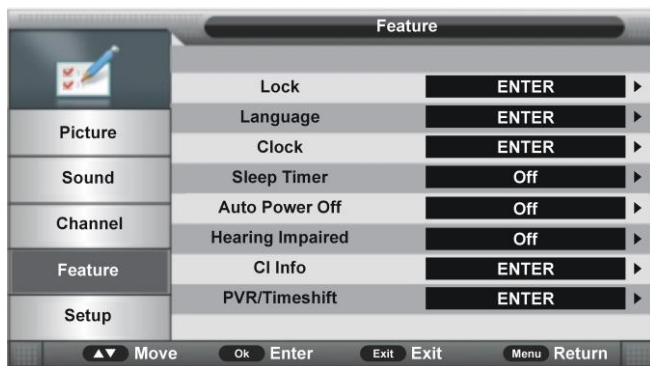 Feature
Lock ENTER
Language ENTER
Picture
Clock ENTER
Sound
Sleep Timer Off
Auto Power Off Off
Channel
Hearing Impaired Off
Feature
CI Info ENTER
PVR/Timeshift ENTER
Setup
Move Ok Enter Exit Exit Menu Return